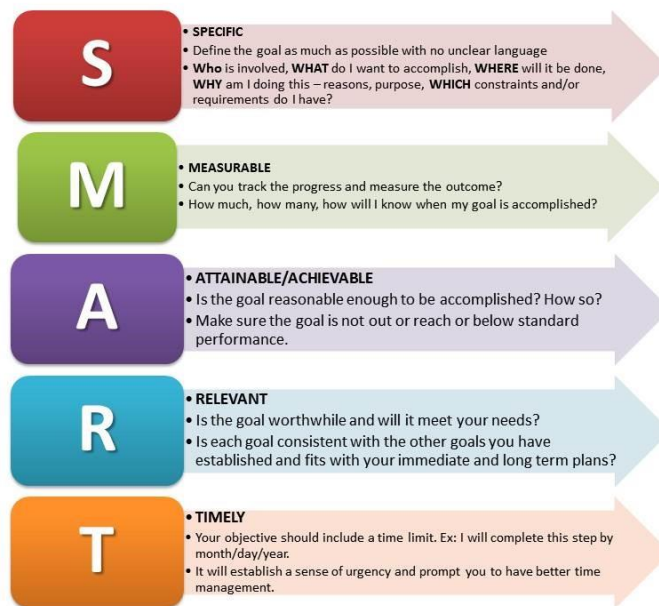 S
• SPECIFIC
• Define the goal as much as possible with no unclear language
• Who is involved, WHAT do I want to accomplish, WHERE will it be done,
WHY am I doing this – reasons, purpose, WHICH constraints and/or
requirements do I have?
M
• MEASURABLE
• Can you track the progress and measure the outcome?
• How much, how many, how will I know when my goal is accomplished?
A
• ATTAINABLE/ACHIEVABLE
• Is the goal reasonable enough to be accomplished? How so?
• Make sure the goal is not out or reach or below standard
performance.
R
• RELEVANT
• Is the goal worthwhile and will it meet your needs?
• Is each goal consistent with the other goals you have
established and fits with your immediate and long term plans?
T
• TIMELY
• Your objective should include a time limit. Ex: I will complete this step by
month/day/year.
• It will establish a sense of urgency and prompt you to have better time
management.